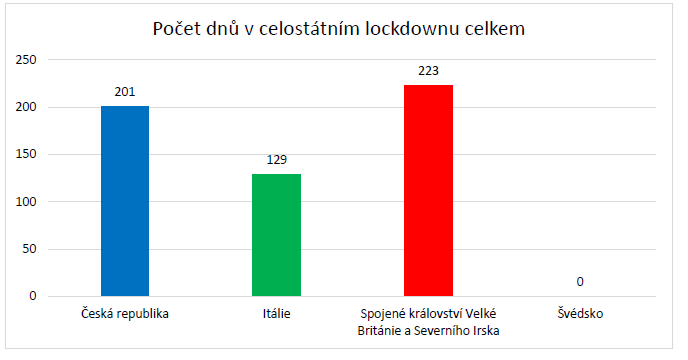 Počet dnů v celostátním lockdownu celkem
250
200
150
100
50
0
201
129
223
0
Česká republika
Itálie
Spojené království Velké
Británie a Severního Irska
Švédsko